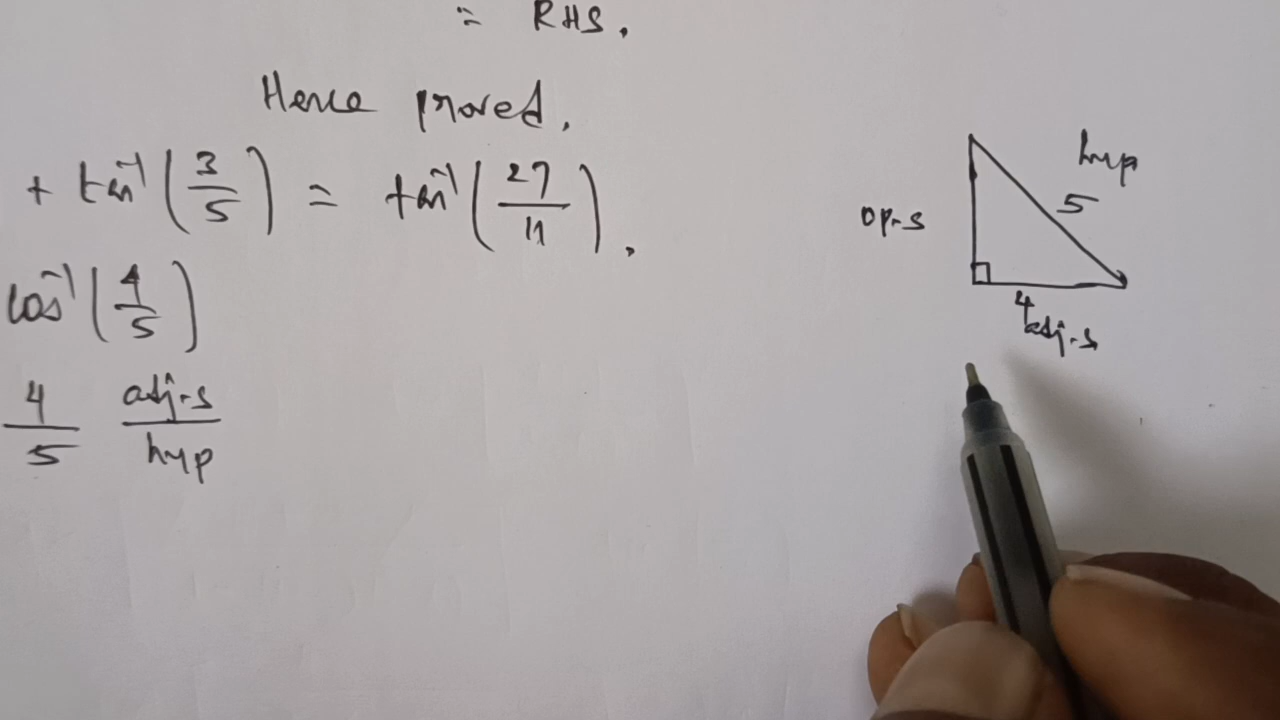 = RHS.
Hence proved.
+ tan⁻¹(3/5) = tan⁻¹(27/11).
cos⁻¹(4/5)
4/5 adj-s/hyp
hyp
5
op-s
4
adj-s